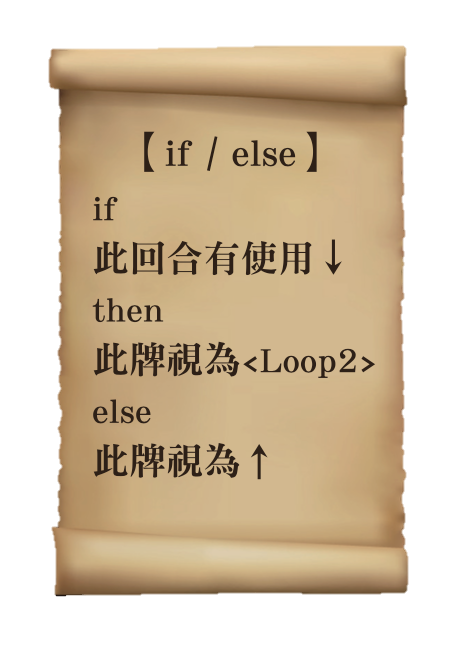 【 if / else 】
if
此回合有使用↓
then
此牌視為<Loop2>
else
此牌視為↑